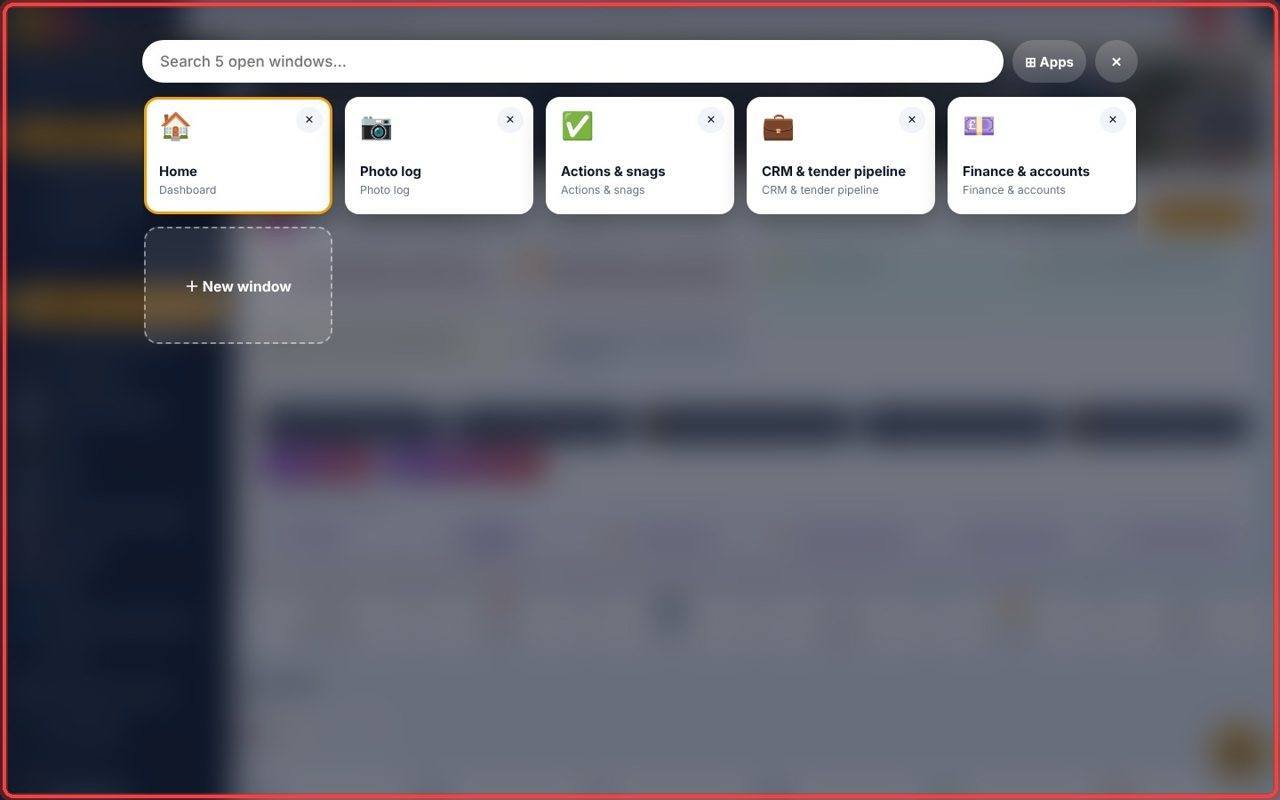 Search 5 open windows...
⊞ Apps
×
Home
Dashboard
×
Photo log
Photo log
×
Actions & snags
Actions & snags
×
CRM & tender pipeline
CRM & tender pipeline
×
Finance & accounts
Finance & accounts
×
+ New window